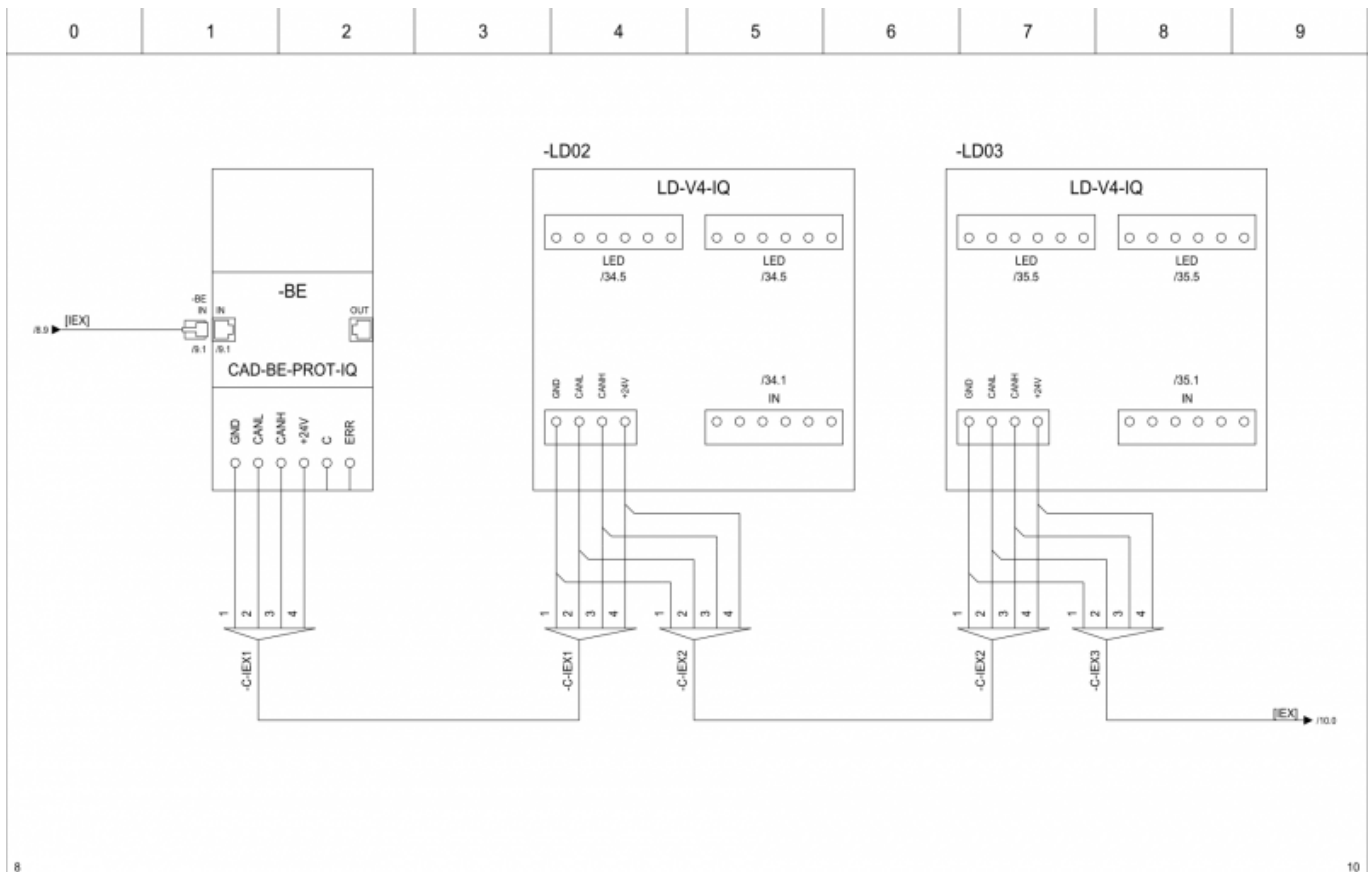 0 1 2 3 4 5 6 7 8 9
-LD02 -LD03
LD-V4-IQ LD-V4-IQ
LED LED LED LED
/34.5 /34.5 /35.5 /35.5
-BE
-BE
IN IN OUT
/8.9 [IEX]
/9.1 /9.1
CAD-BE-PROT-IQ
/34.1 /35.1
IN IN
GND CANL CANH +24V GND CANL CANH +24V
GND CANL CANH +24V C ERR
1 2 3 4 1 2 3 4 1 2 3 4 1 2 3 4 1 2 3 4
-C-IEX1 -C-IEX1 -C-IEX2 -C-IEX2 -C-IEX3
[IEX] /10.0
8 10